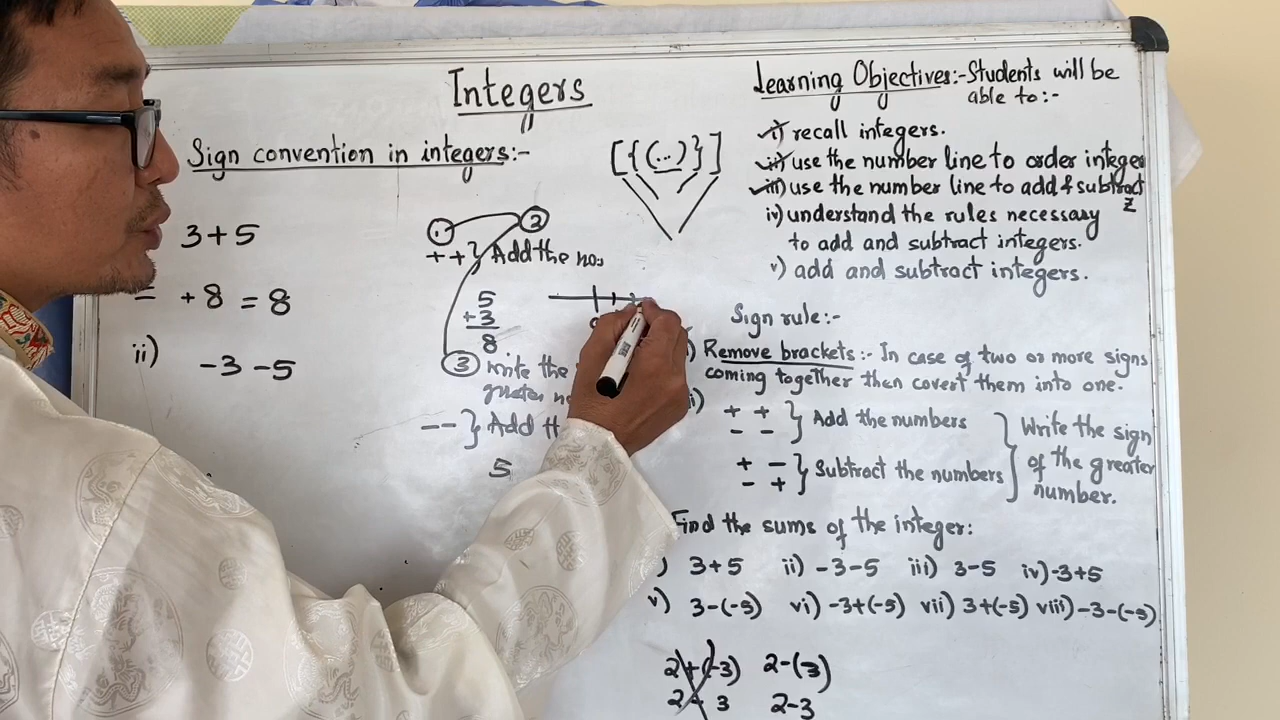 Integers
Sign convention in integers:-
3+5
= +8 = 8
ii) -3 -5
2
++} Add the nos
5
+3
8
3 Write the
greater
--} Add
5
[{(...)}]
Learning Objectives:- Students will be
able to:-
i) recall integers.
ii) use the number line to order integer
iii) use the number line to add & subtract
Z
iv) understand the rules necessary
to add and subtract integers.
v) add and subtract integers.
Sign rule:-
Remove brackets:- In case of two or more signs
coming together then covert them into one.
+ + } Add the numbers
- -
+ - } Subtract the numbers
- +
} Write the sign
of the greater
number.
Find the sums of the integer:
3+5 ii) -3-5 iii) 3-5 iv) -3+5
v) 3-(-5) vi) -3+(-5) vii) 3+(-5) viii) -3-(-5)
2+(-3) 2-(3)
2-3 2-3